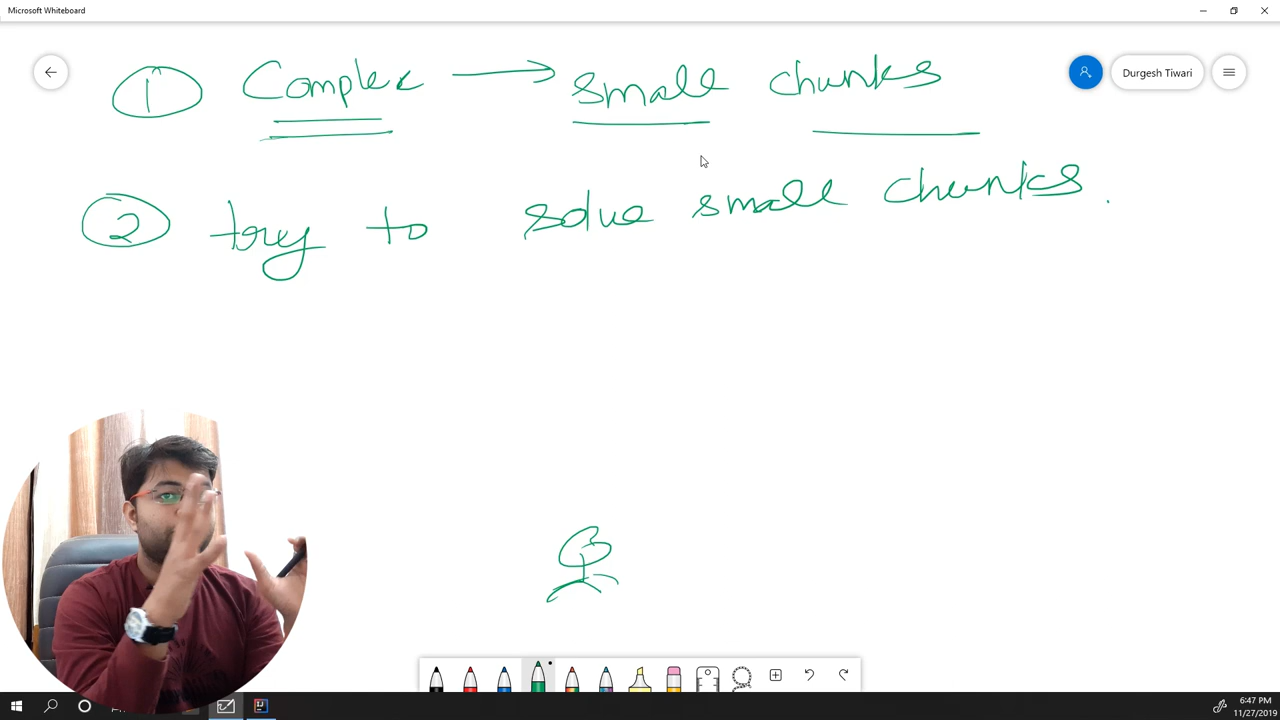 Microsoft Whiteboard
① Complex → small chunks
Durgesh Tiwari
② try to solve small chunks.
6:47 PM
11/27/2019